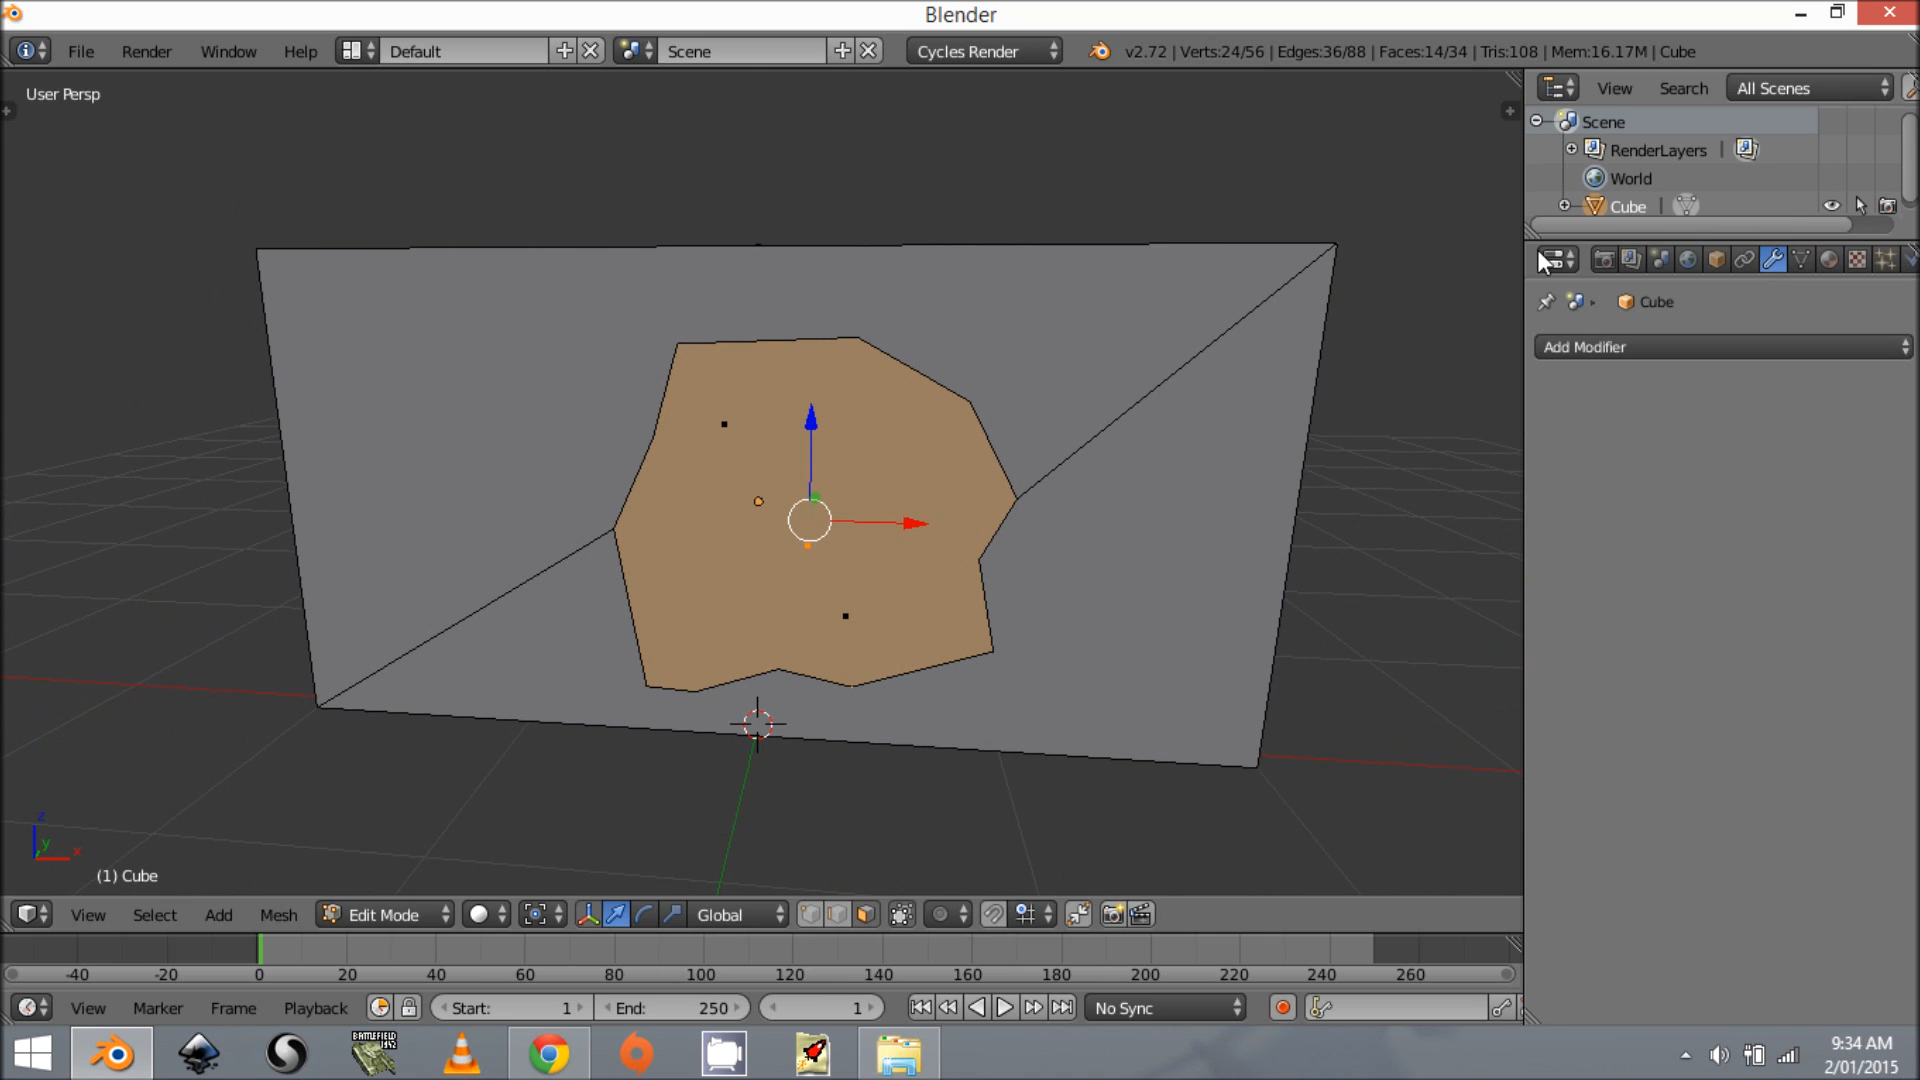 Blender
File Render Window Help Default Scene Cycles Render v2.72 | Verts:24/56 | Edges:36/88 | Faces:14/34 | Tris:108 | Mem:16.17M | Cube
User Persp
View Search All Scenes
Scene
RenderLayers
World
Cube
Cube
Add Modifier
z
y
x
(1) Cube
View Select Add Mesh Edit Mode Global
-40 -20 0 20 40 60 80 100 120 140 160 180 200 220 240 260
View Marker Frame Playback Start: 1 End: 250 1 No Sync
BATTLEFIELD
1942
9:34 AM
2/01/2015